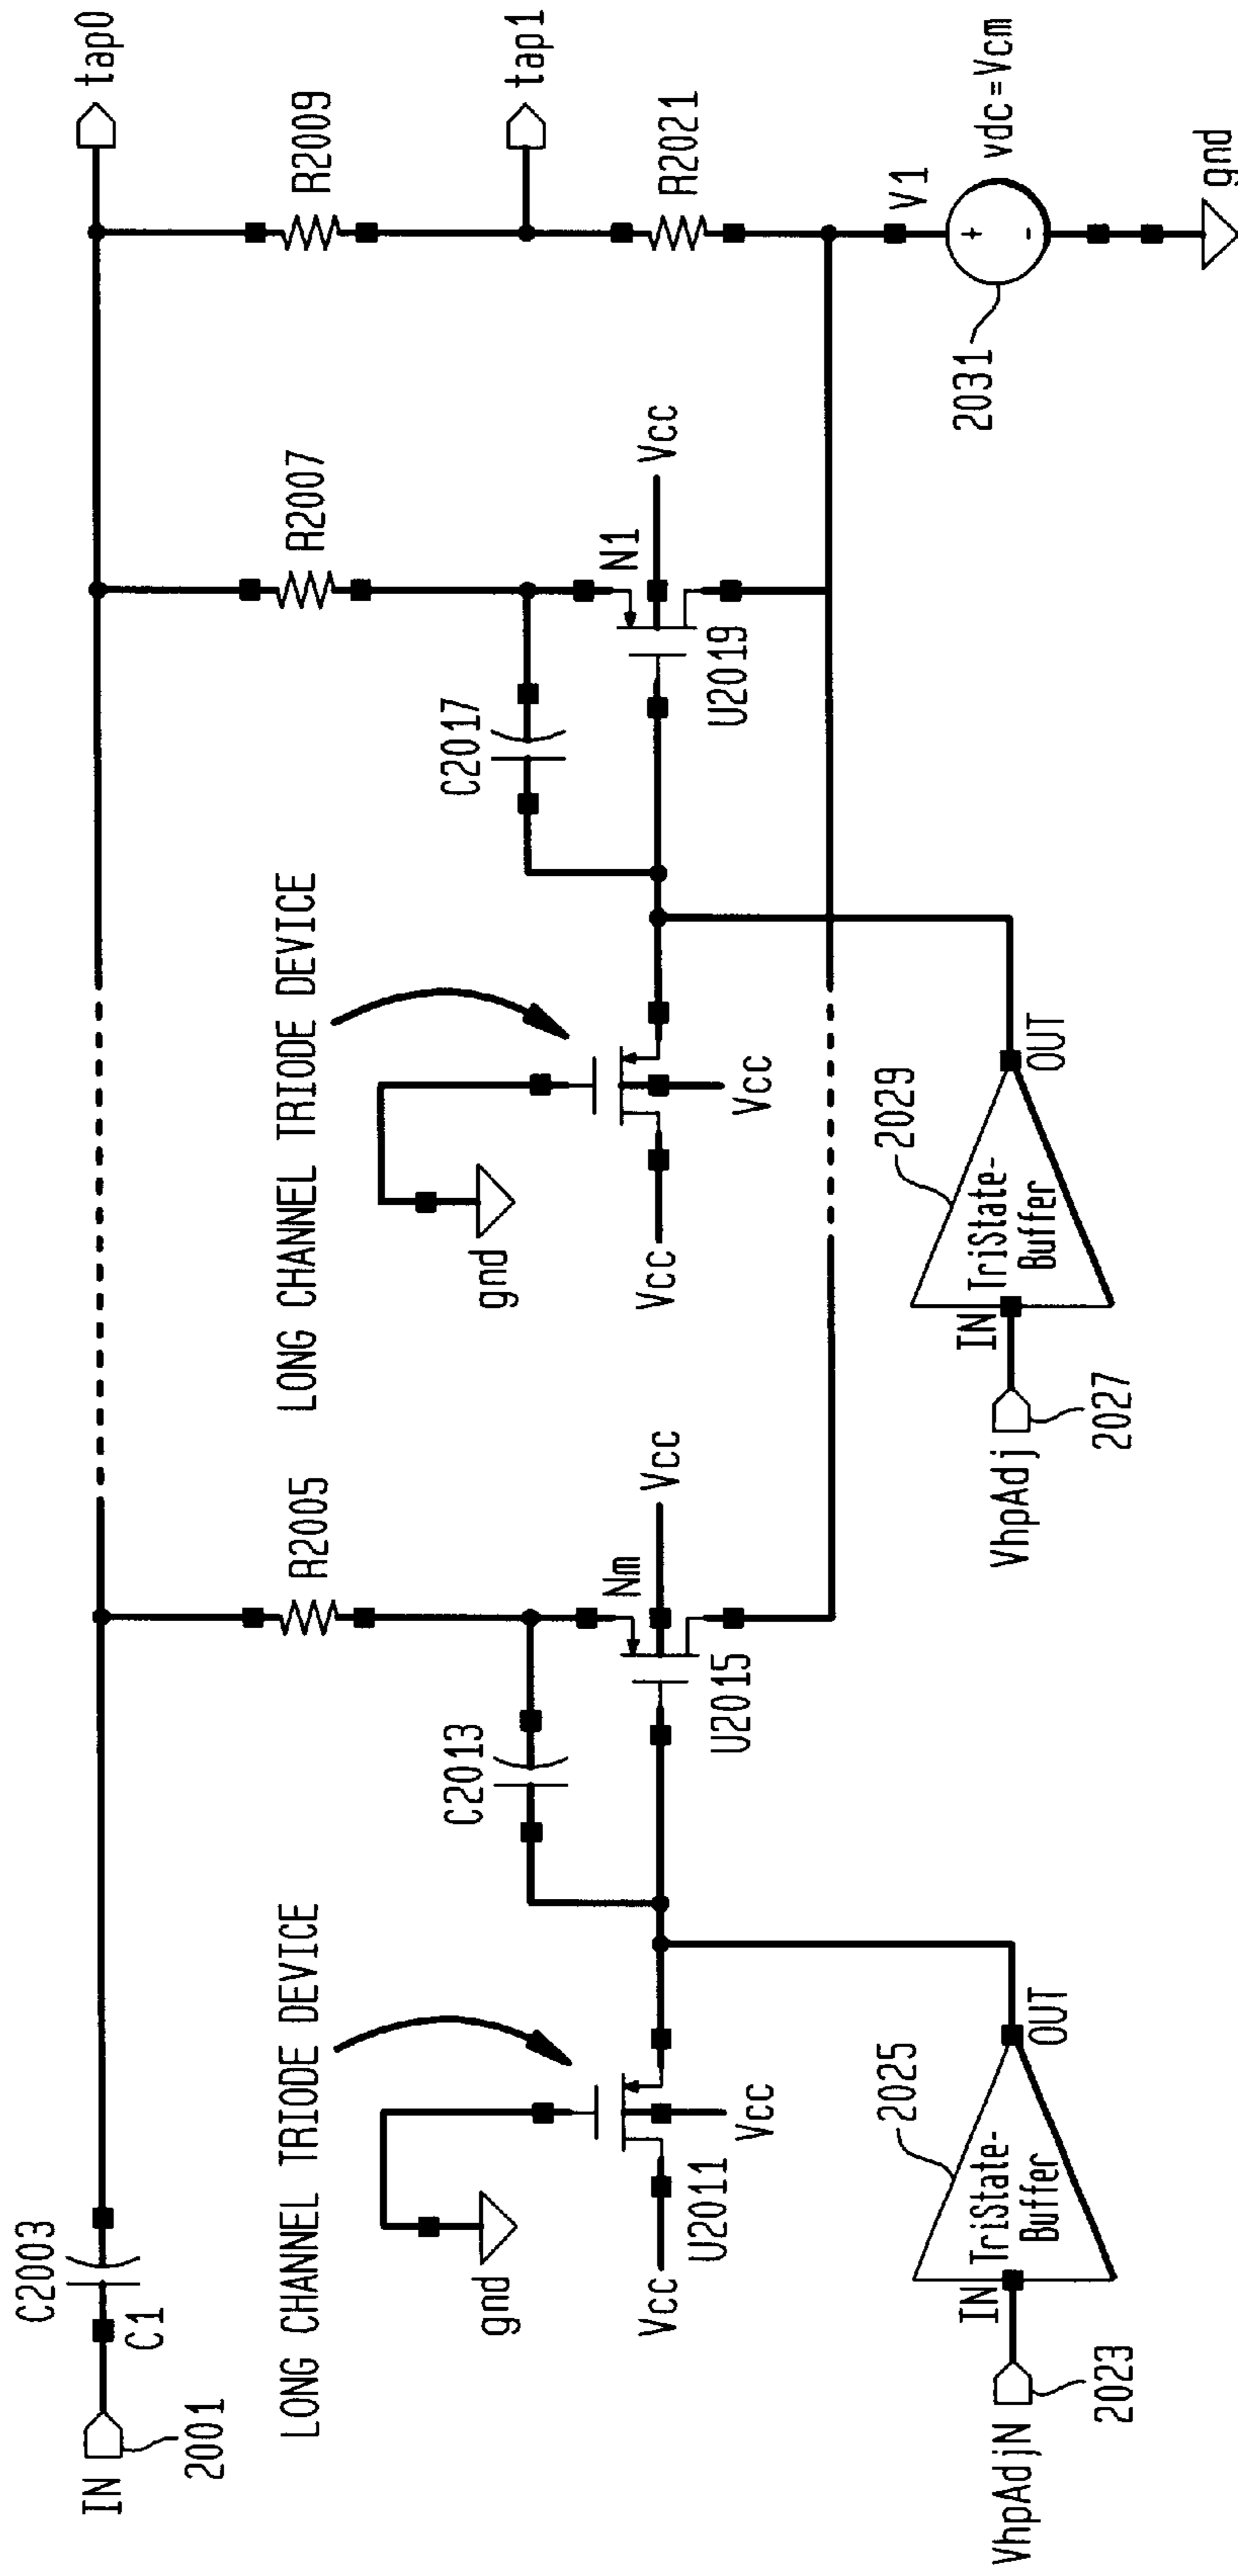 IN
2001
C2003
C1
tap0
LONG CHANNEL TRIODE DEVICE
gnd
Vcc
Vcc
U2011
C2013
R2005
Nm
Vcc
U2015
LONG CHANNEL TRIODE DEVICE
gnd
Vcc
Vcc
C2017
R2007
N1
Vcc
U2019
R2009
tap1
R2021
VhpAdjN
2023
IN
TriState-
Buffer
2025
OUT
VhpAdj
2027
IN
TriState-
Buffer
2029
OUT
2031
V1
+
-
vdc=Vcm
gnd